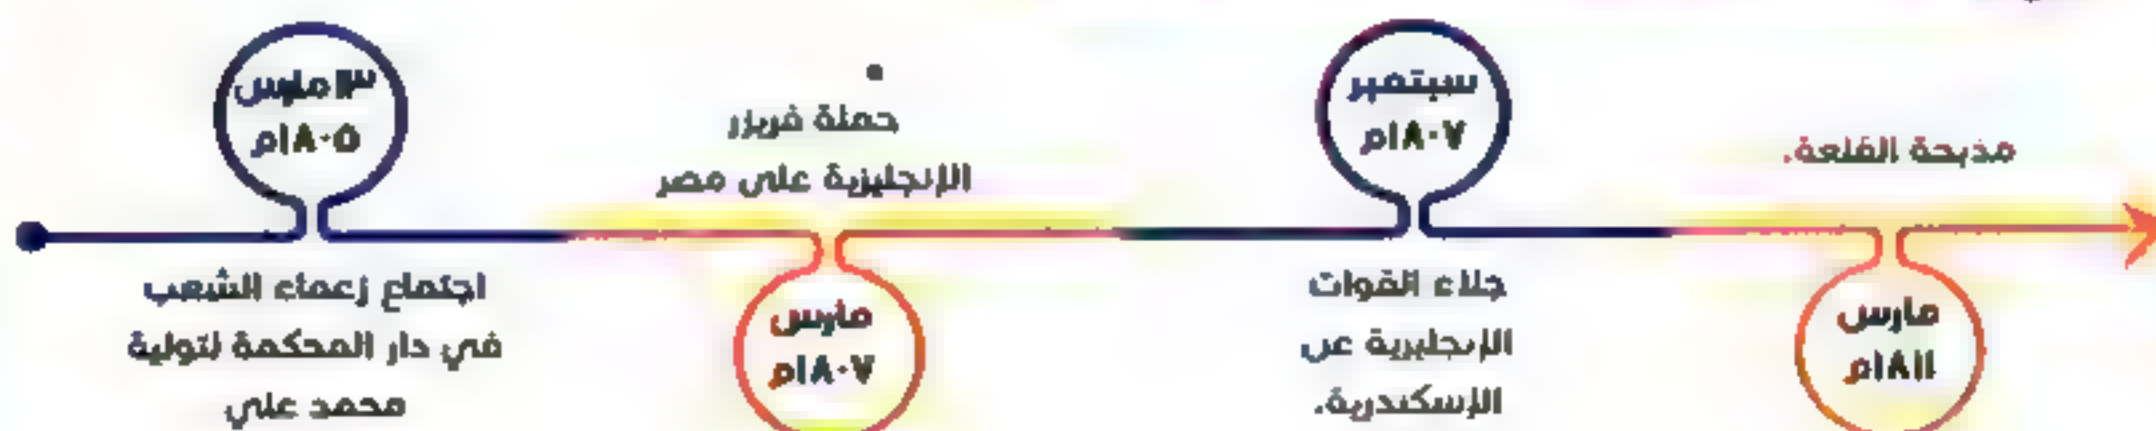 ١٣ مارس
١٨٠٥م
اجتماع زعماء الشعب
في دار المحكمة لتولية
محمد علي
حملة فريزر
الإنجليزية على مصر
مارس
١٨٠٧م
سبتمبر
١٨٠٧م
جلاء القوات
الإنجليزية عن
الإسكندرية.
مذبحة القلعة.
مارس
١٨١١م